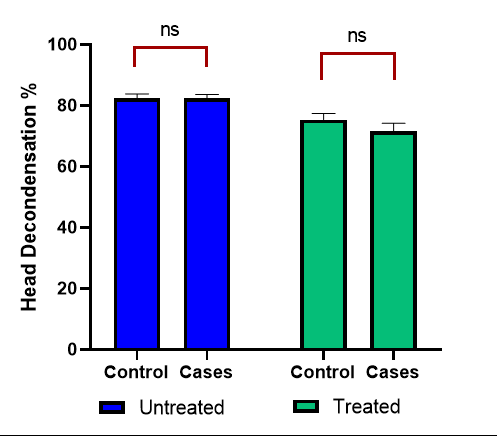 ns
ns
100
80
60
40
20
0
Head Decondensation %
Control Cases Control Cases
Untreated Treated